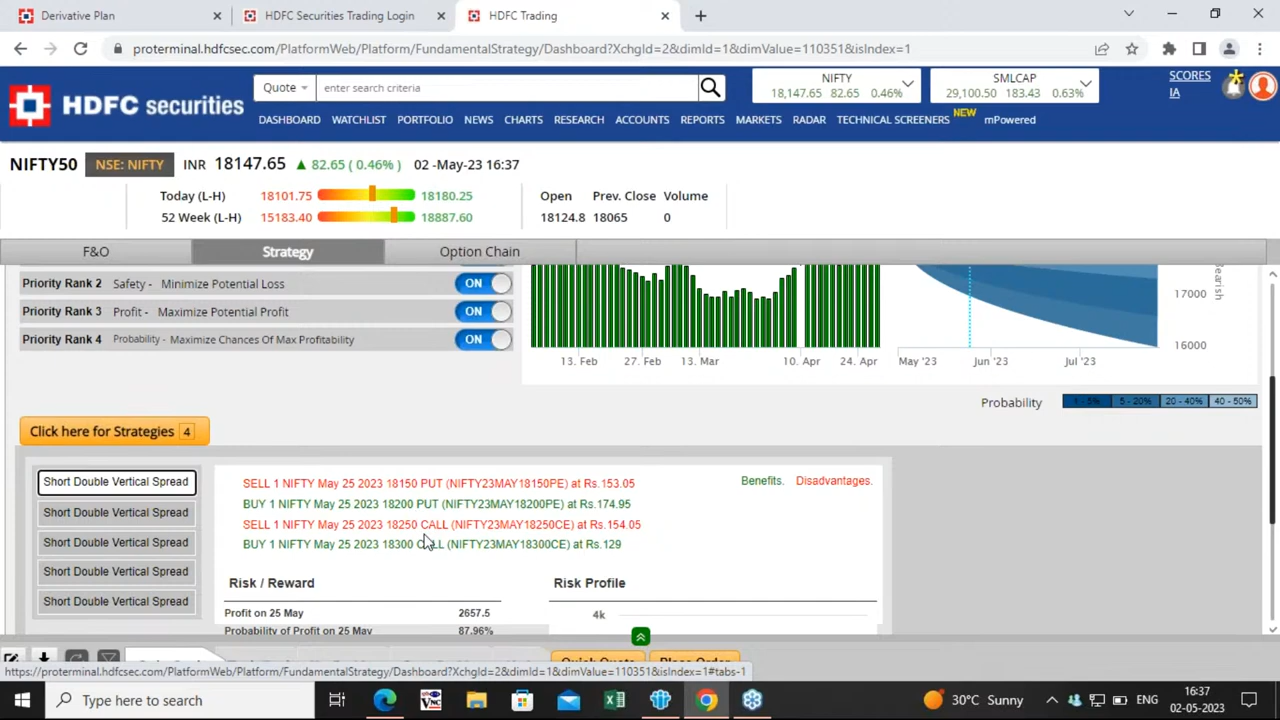 Derivative Plan
HDFC Securities Trading Login
HDFC Trading
proterminal.hdfcsec.com/PlatformWeb/Platform/FundamentalStrategy/Dashboard?XchgId=2&dimId=1&dimValue=110351&isIndex=1
HDFC securities
Quote
enter search criteria
NIFTY
18,147.65 82.65 0.46%
SMLCAP
29,100.50 183.43 0.63%
SCORES
IA
DASHBOARD WATCHLIST PORTFOLIO NEWS CHARTS RESEARCH ACCOUNTS REPORTS MARKETS RADAR TECHNICAL SCREENERS NEW mPowered
NIFTY50 NSE: NIFTY INR 18147.65 ▲ 82.65 ( 0.46% ) 02 -May-23 16:37
Today (L-H) 18101.75 18180.25
52 Week (L-H) 15183.40 18887.60
Open Prev. Close Volume
18124.8 18065 0
F&O Strategy Option Chain
Priority Rank 2 Safety - Minimize Potential Loss ON
Priority Rank 3 Profit - Maximize Potential Profit ON
Priority Rank 4 Probability - Maximize Chances Of Max Profitability ON
13. Feb 27. Feb 13. Mar 10. Apr 24. Apr
17000
16000
Bearish
May '23 Jun '23 Jul '23
Probability 1 - 5% 5 - 20% 20 - 40% 40 - 50%
Click here for Strategies 4
Short Double Vertical Spread
Short Double Vertical Spread
Short Double Vertical Spread
Short Double Vertical Spread
Short Double Vertical Spread
SELL 1 NIFTY May 25 2023 18150 PUT (NIFTY23MAY18150PE) at Rs.153.05
BUY 1 NIFTY May 25 2023 18200 PUT (NIFTY23MAY18200PE) at Rs.174.95
SELL 1 NIFTY May 25 2023 18250 CALL (NIFTY23MAY18250CE) at Rs.154.05
BUY 1 NIFTY May 25 2023 18300 CALL (NIFTY23MAY18300CE) at Rs.129
Benefits. Disadvantages.
Risk / Reward
Profit on 25 May 2657.5
Probability of Profit on 25 May 87.96%
Risk Profile
4k
Quick Quote Place Order
https://proterminal.hdfcsec.com/PlatformWeb/Platform/FundamentalStrategy/Dashboard?XchgId=2&dimId=1&dimValue=110351&isIndex=1#tabs-1
Type here to search
30°C Sunny
ENG
16:37
02-05-2023